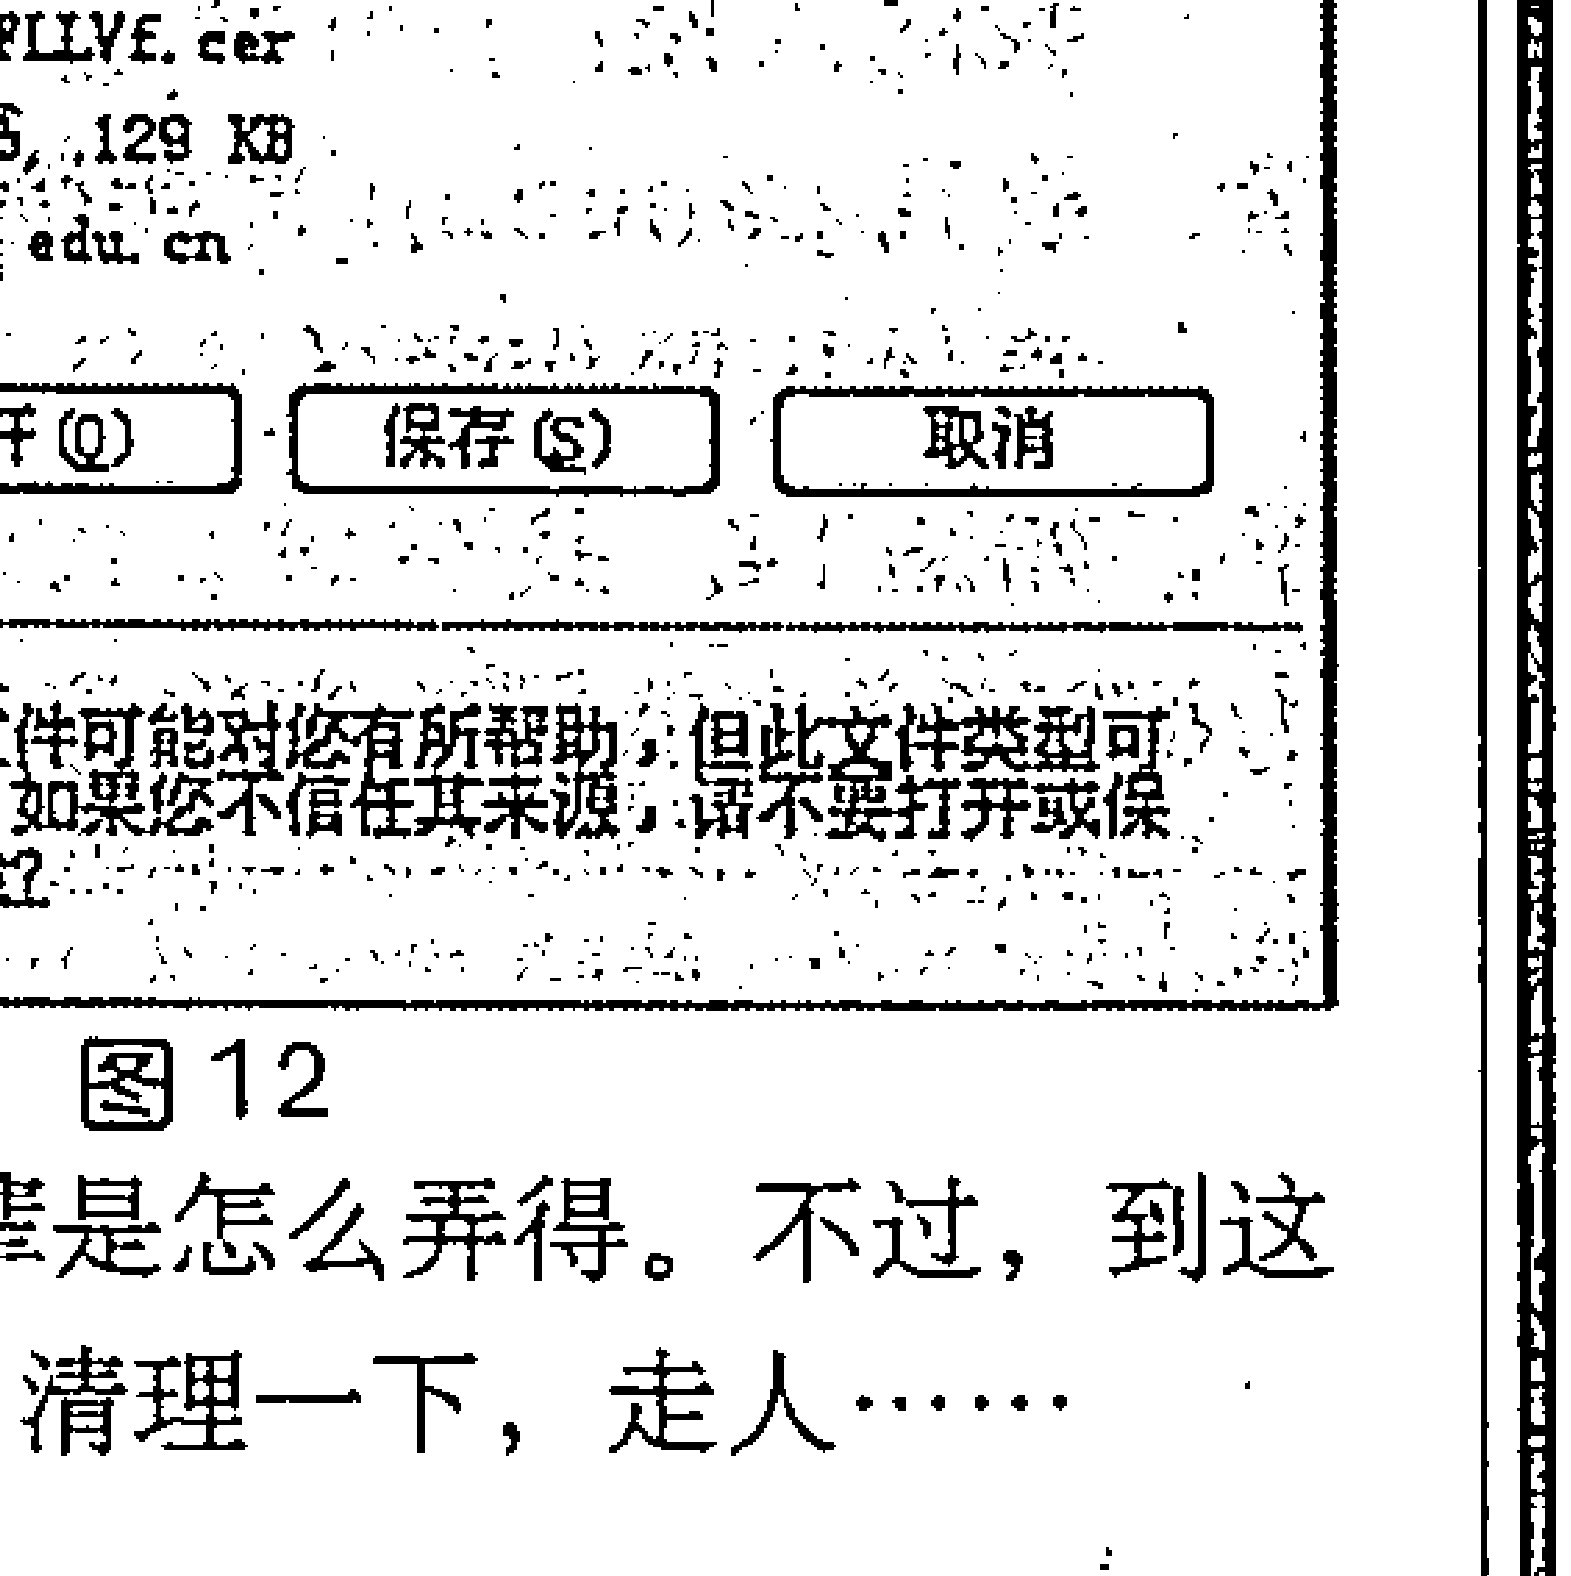 PLLVf.cer
129 KB
edu.cn
开(O)
保存(S)
取消
件可能对您有所帮助，但此文件类型可
如果您不信任其来源，请不要打开或保
?
图12
是怎么弄得。不过，到这
清理一下，走人……